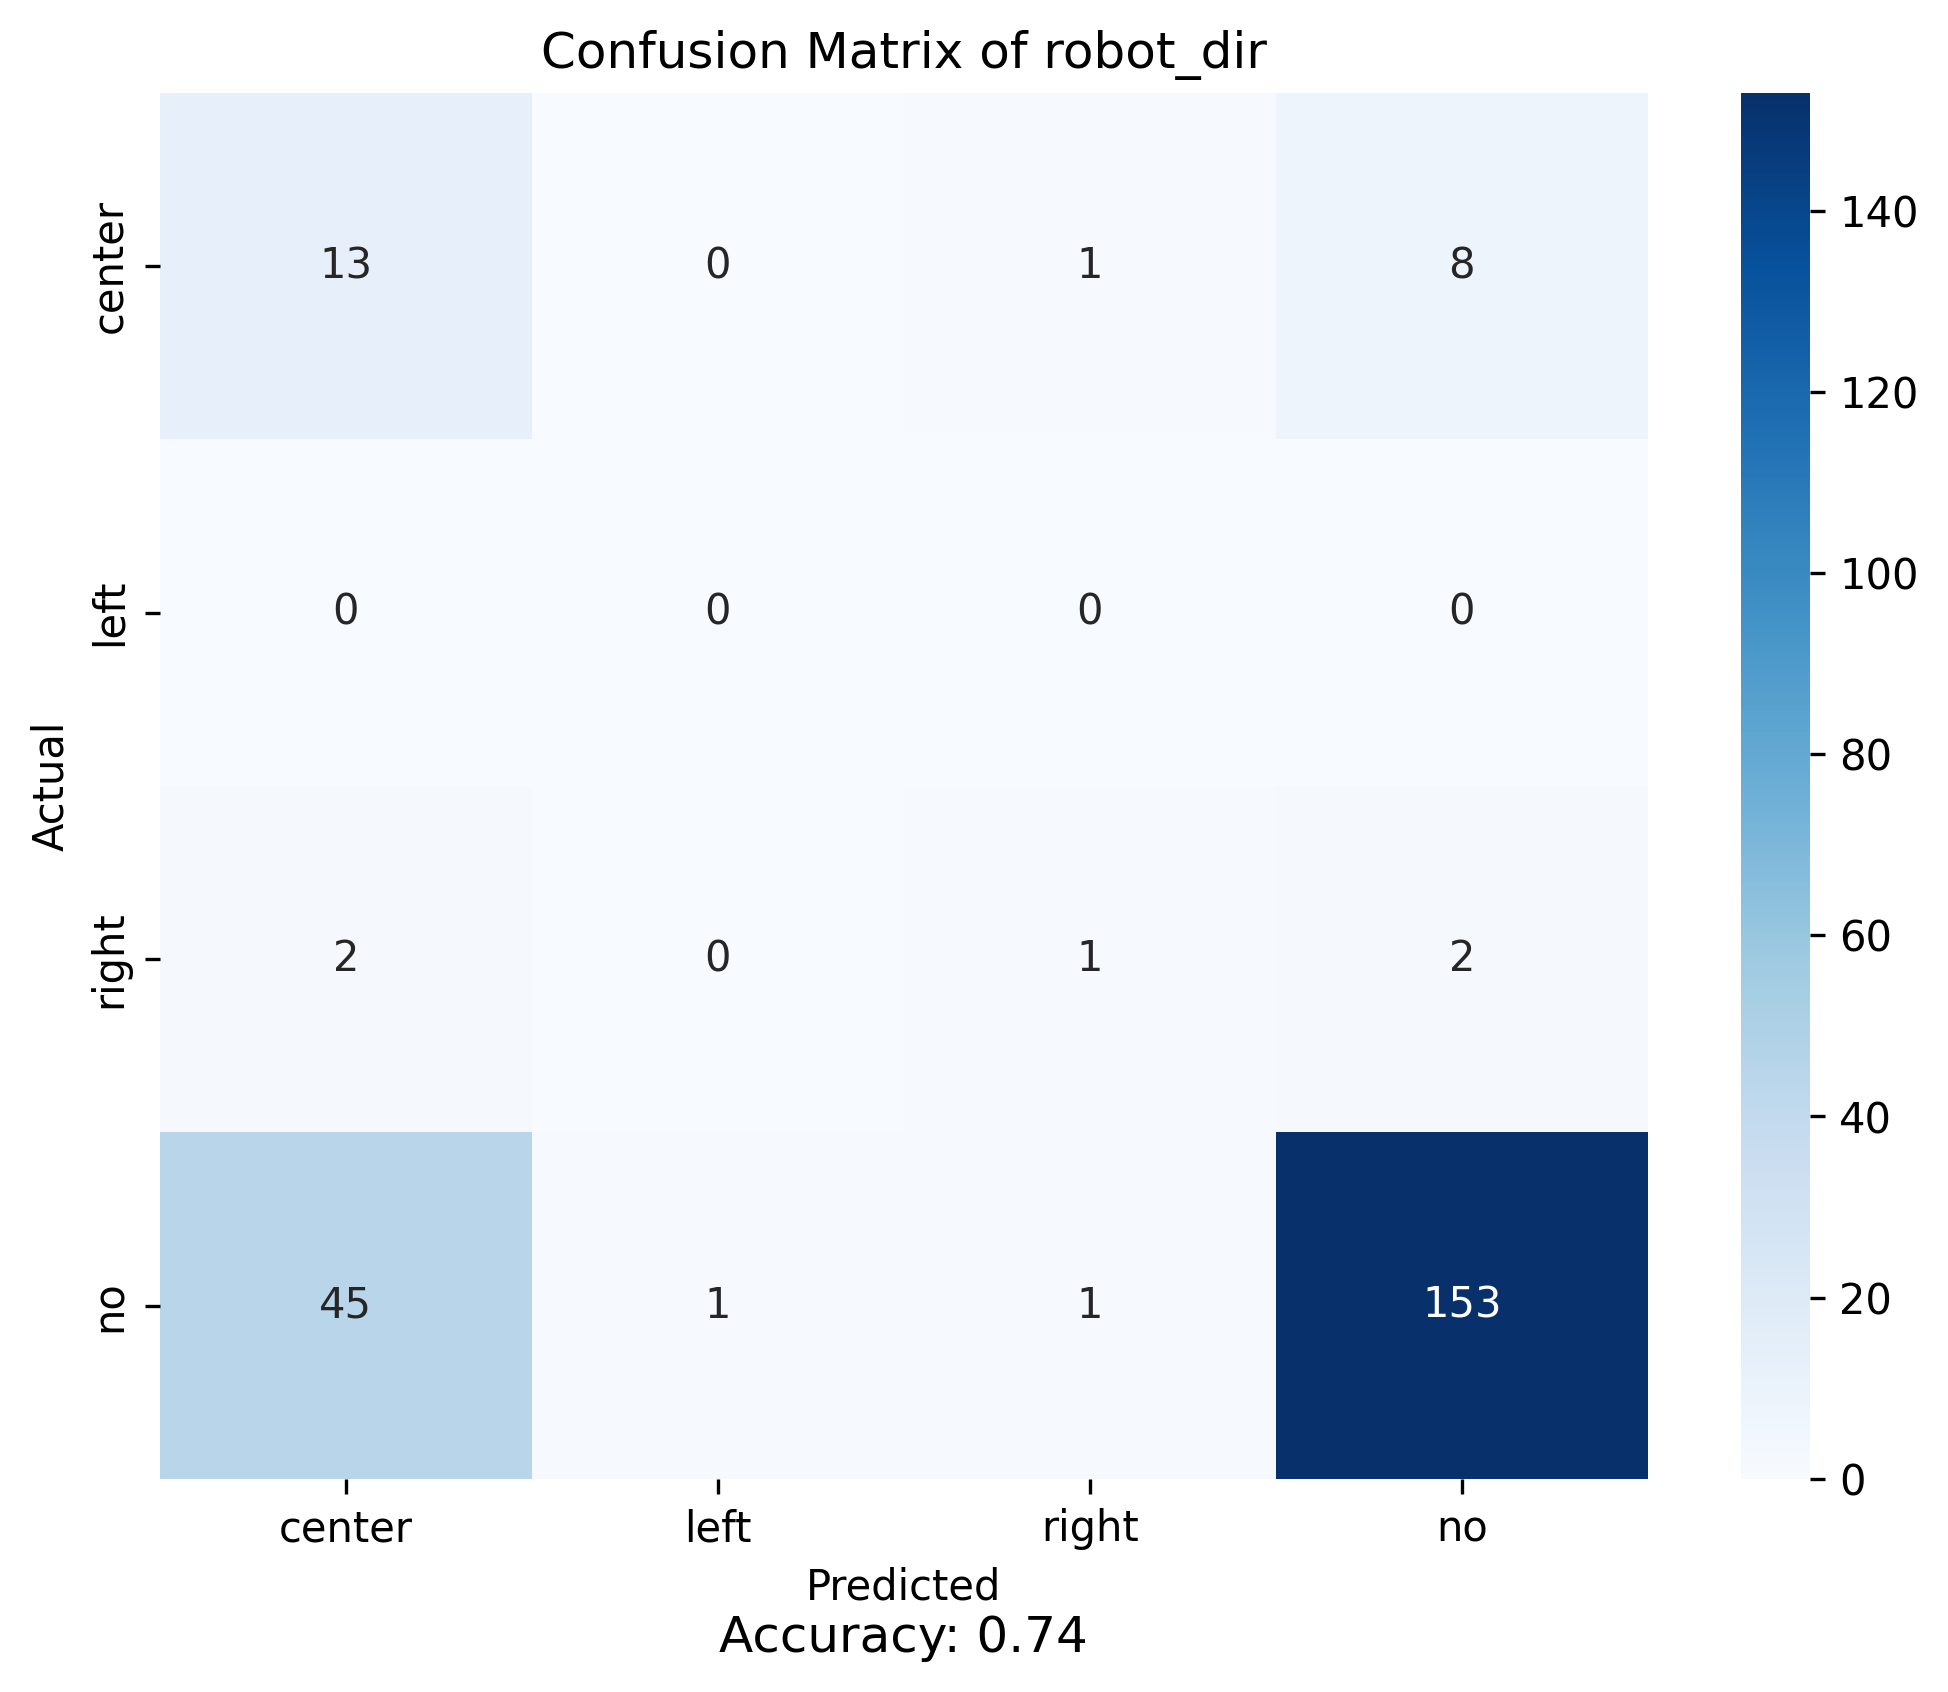 Confusion Matrix of robot_dir
center 13 0 1 8
left 0 0 0 0
right 2 0 1 2
no 45 1 1 153
center left right no
Actual
Predicted
Accuracy: 0.74
140
120
100
80
60
40
20
0